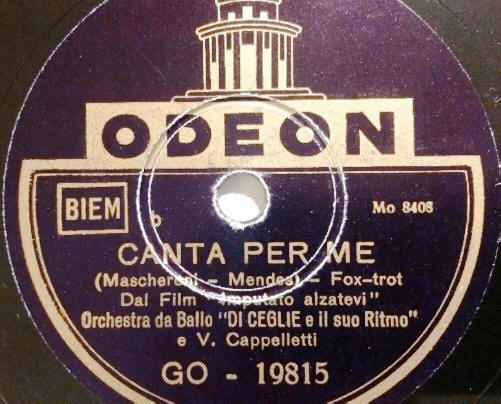 ODEON
BIEM
b
Mo 8408
CANTA PER ME
(Mascheroni - Mendes) - Fox-trot
Dal Film "Imputato alzatevi"
Orchestra da Ballo "DI CEGLIE e il suo Ritmo"
e V. Cappelletti
GO - 19815